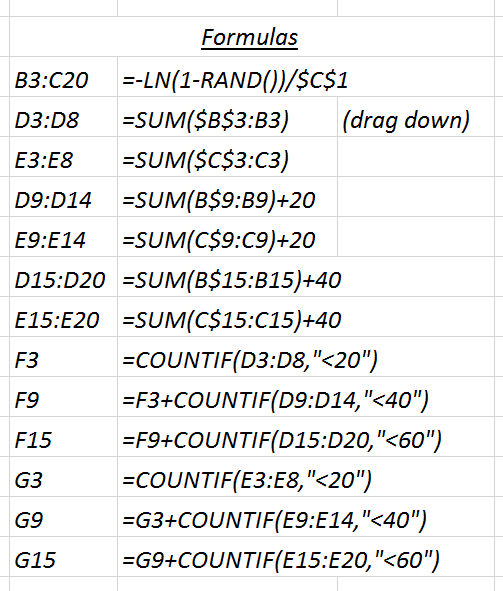 Formulas
B3:C20 =-LN(1-RAND())/$C$1
D3:D8 =SUM($B$3:B3) (drag down)
E3:E8 =SUM($C$3:C3)
D9:D14 =SUM(B$9:B9)+20
E9:E14 =SUM(C$9:C9)+20
D15:D20 =SUM(B$15:B15)+40
E15:E20 =SUM(C$15:C15)+40
F3 =COUNTIF(D3:D8,"<20")
F9 =F3+COUNTIF(D9:D14,"<40")
F15 =F9+COUNTIF(D15:D20,"<60")
G3 =COUNTIF(E3:E8,"<20")
G9 =G3+COUNTIF(E9:E14,"<40")
G15 =G9+COUNTIF(E15:E20,"<60")